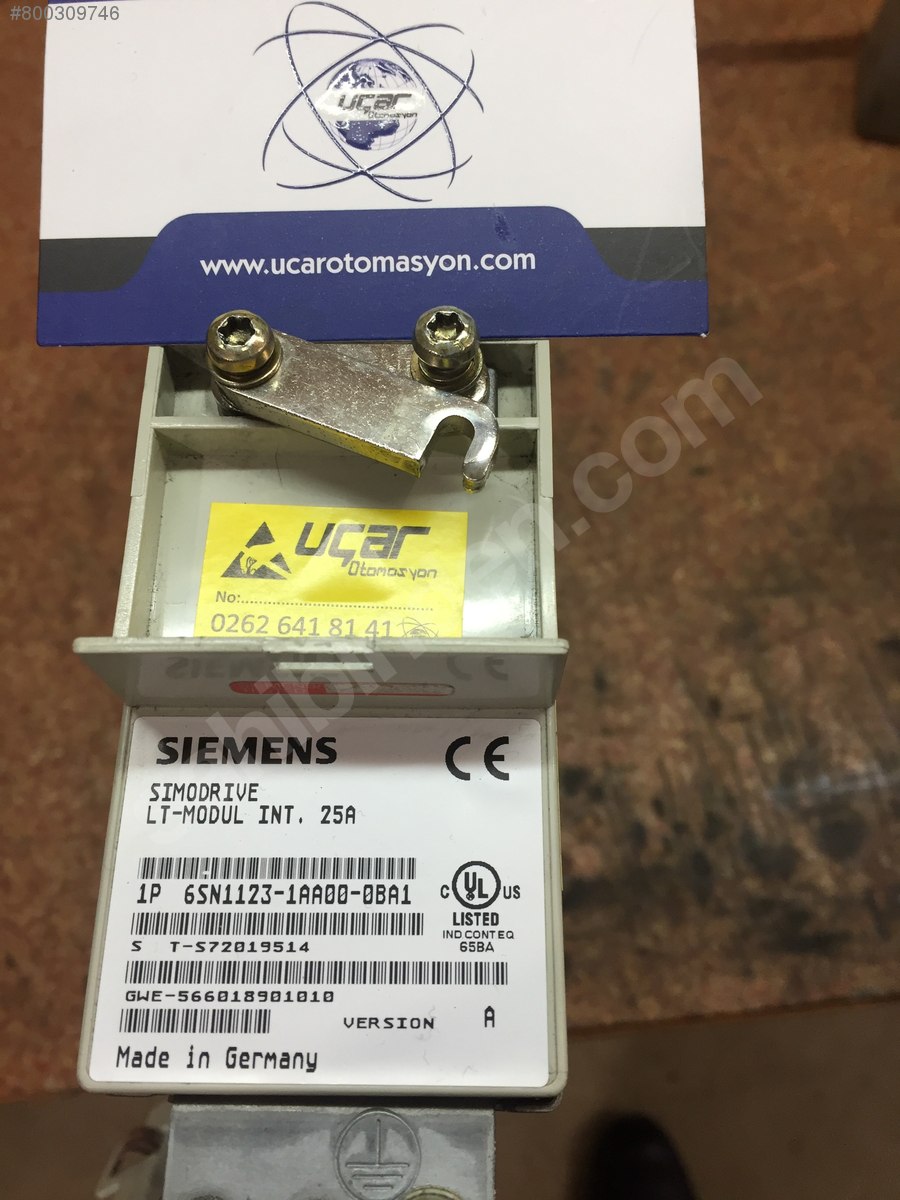 #800309746
uçar
Otomasyon
www.ucarotomasyon.com
uçar
Otomasyon
No:
0262 641 81 41
sahibinden.com
SIEMENS
CE
SIMODRIVE
LT-MODUL INT. 25A
1P 6SN1123-1AA00-0BA1
C UL US
LISTED
IND CONT EQ
65BA
S T-S72019514
GWE-566018901010
VERSION A
Made in Germany